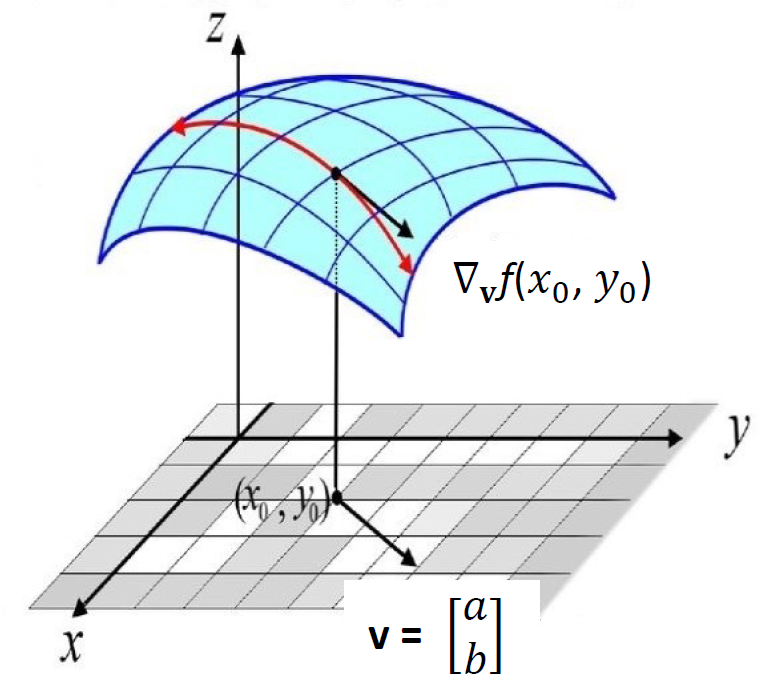 z
∇ᵥf(x₀, y₀)
y
(x₀, y₀)
x
v = [a
b]